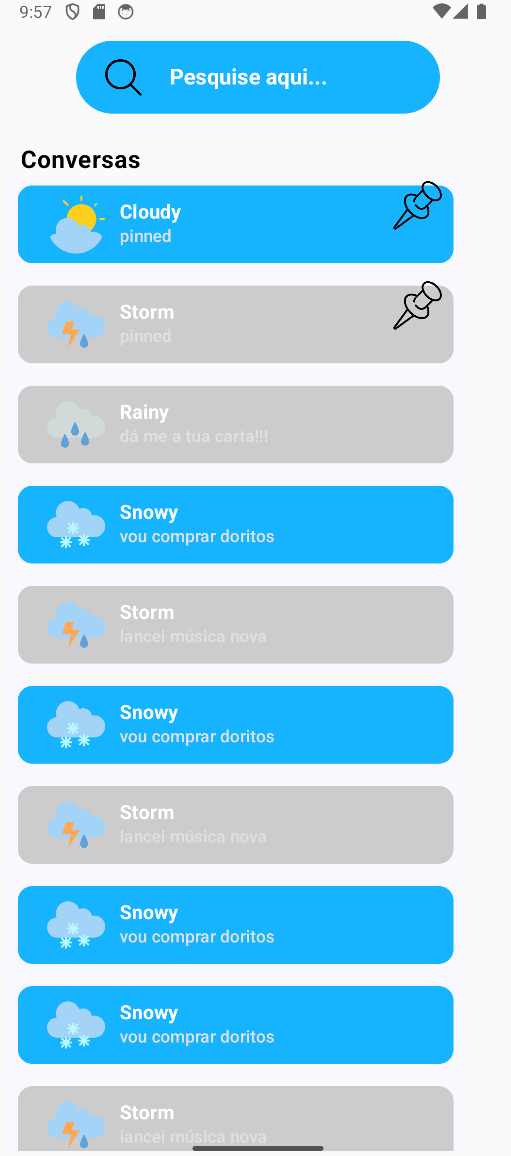 9:57
Pesquise aqui...
Conversas
Cloudy
pinned
Storm
pinned
Rainy
dá me a tua carta!!!
Snowy
vou comprar doritos
Storm
lancei música nova
Snowy
vou comprar doritos
Storm
lancei música nova
Snowy
vou comprar doritos
Snowy
vou comprar doritos
Storm
lancei música nova